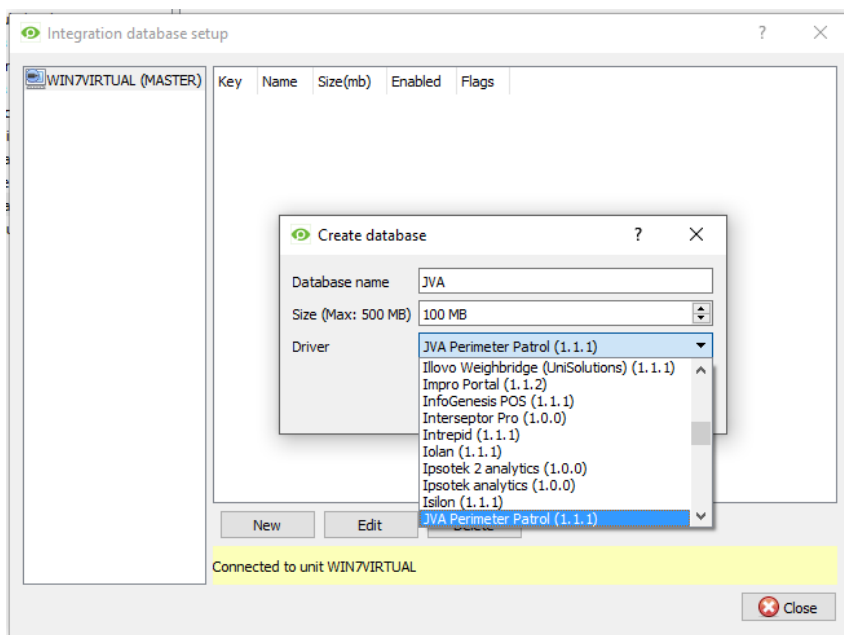 Integration database setup
WIN7VIRTUAL (MASTER)
Key Name Size(mb) Enabled Flags
Create database
Database name JVA
Size (Max: 500 MB) 100 MB
Driver JVA Perimeter Patrol (1.1.1)
Illovo Weighbridge (UniSolutions) (1.1.1)
Impro Portal (1.1.2)
InfoGenesis POS (1.1.1)
Interseptor Pro (1.0.0)
Intrepid (1.1.1)
Iolan (1.1.1)
Ipsotek 2 analytics (1.0.0)
Ipsotek analytics (1.0.0)
Isilon (1.1.1)
JVA Perimeter Patrol (1.1.1)
New Edit
Connected to unit WIN7VIRTUAL
Close